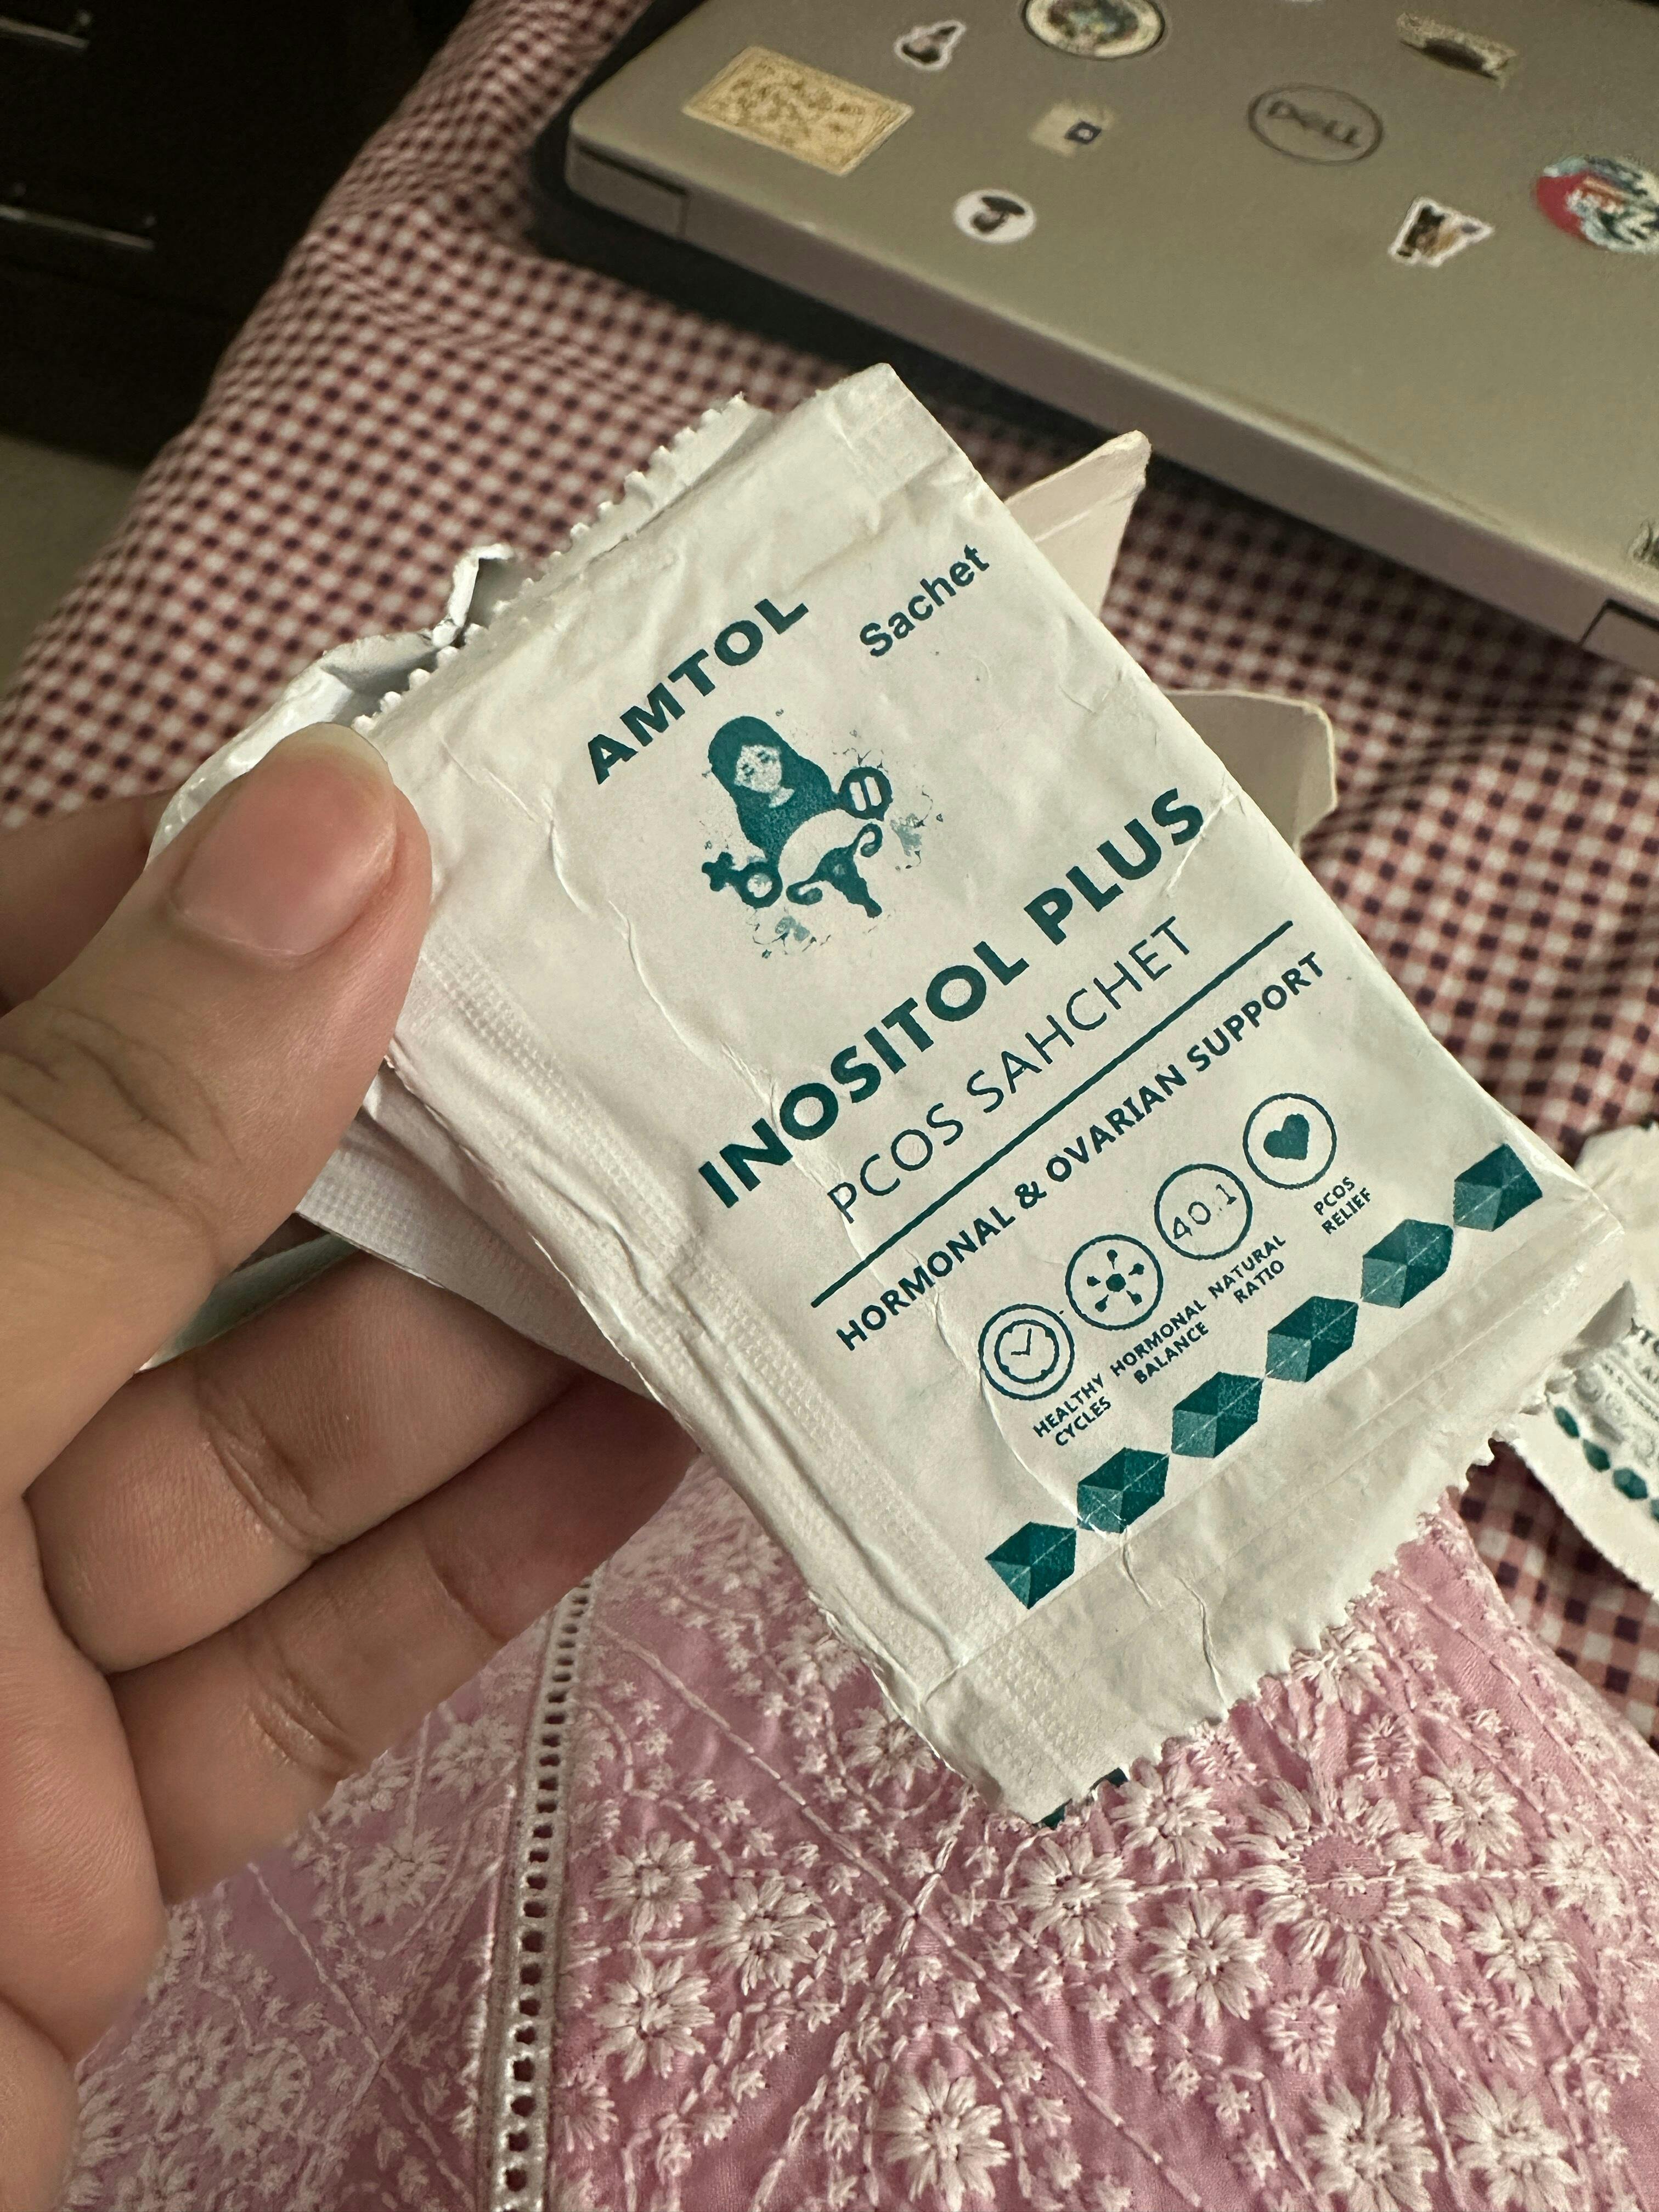 DELL
AMTOL
Sachet
INOSITOL PLUS
PCOS SAHCHET
HORMONAL & OVARIAN SUPPORT
40:1
HEALTHY
CYCLES
HORMONAL
BALANCE
NATURAL
RATIO
PCOS
RELIEF